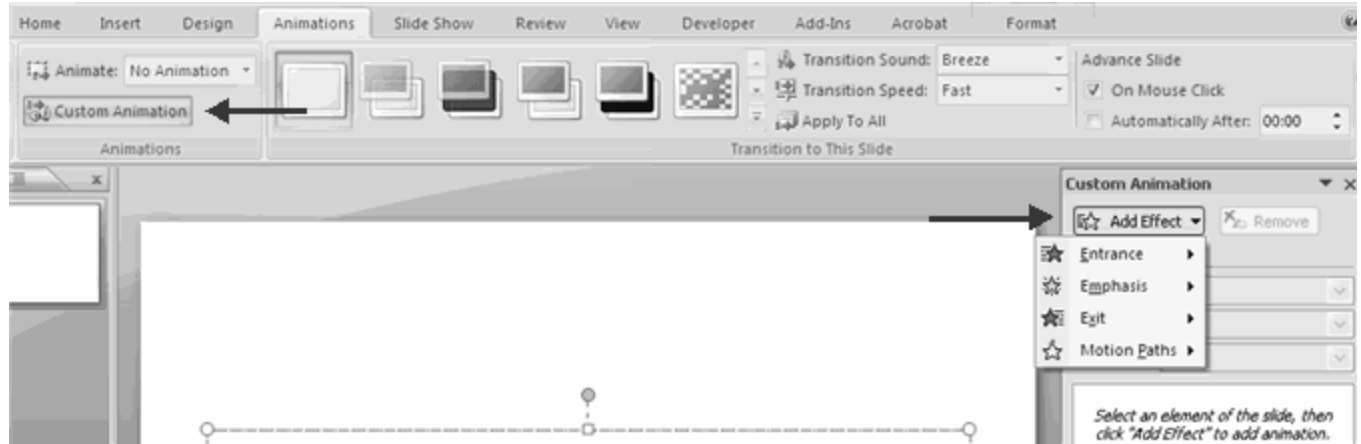 Home Insert Design Animations Slide Show Review View Developer Add-Ins Acrobat Format
Animate: No Animation
Custom Animation
Animations
Transition Sound: Breeze
Transition Speed: Fast
Apply To All
Transition to This Slide
Advance Slide
On Mouse Click
Automatically After: 00:00
Custom Animation
Add Effect
Remove
Entrance
Emphasis
Exit
Motion Paths
Select an element of the slide, then
click "Add Effect" to add animation.